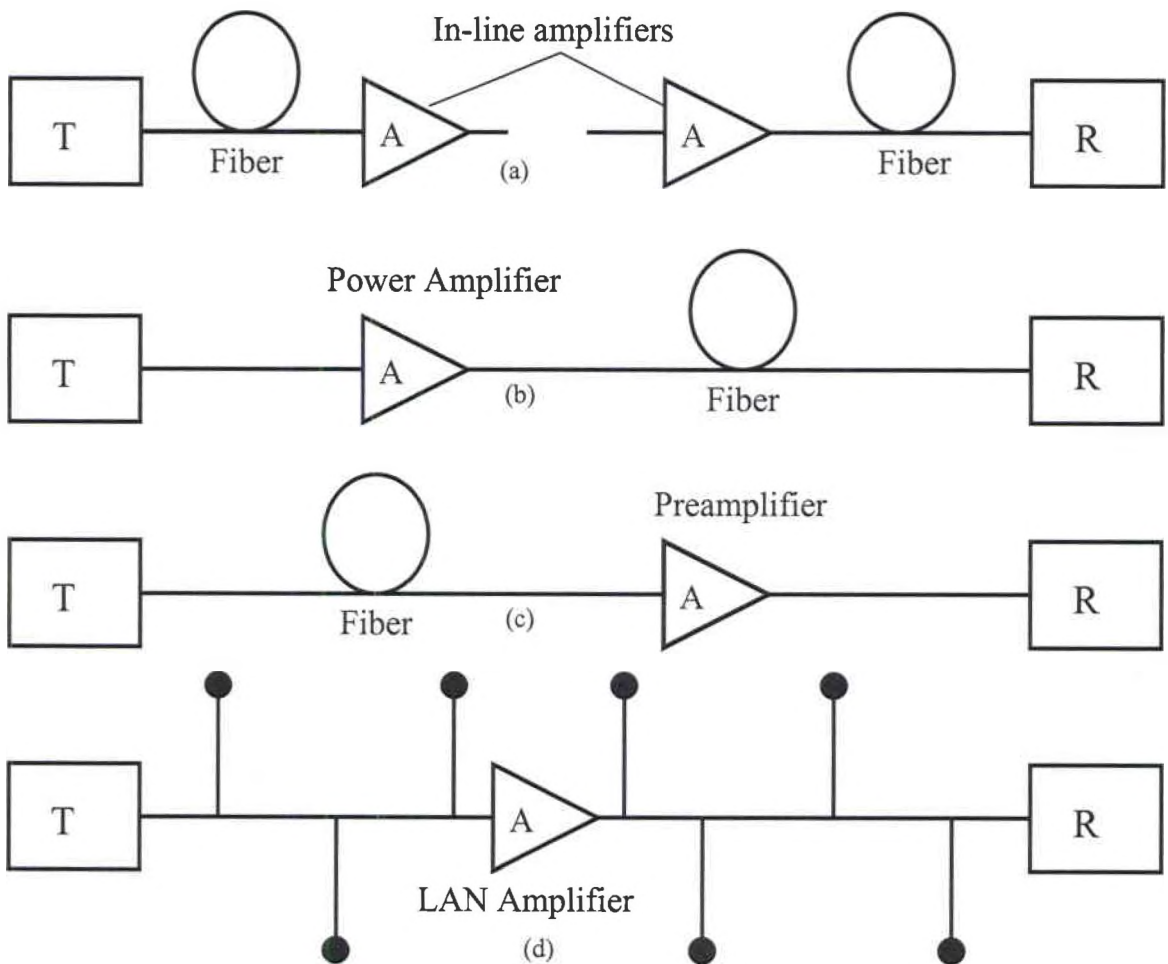 In-line amplifiers
T
A
A
R
Fiber
(a)
Fiber
Power Amplifier
T
A
R
(b)
Fiber
Preamplifier
T
A
R
Fiber
(c)
T
A
R
LAN Amplifier
(d)